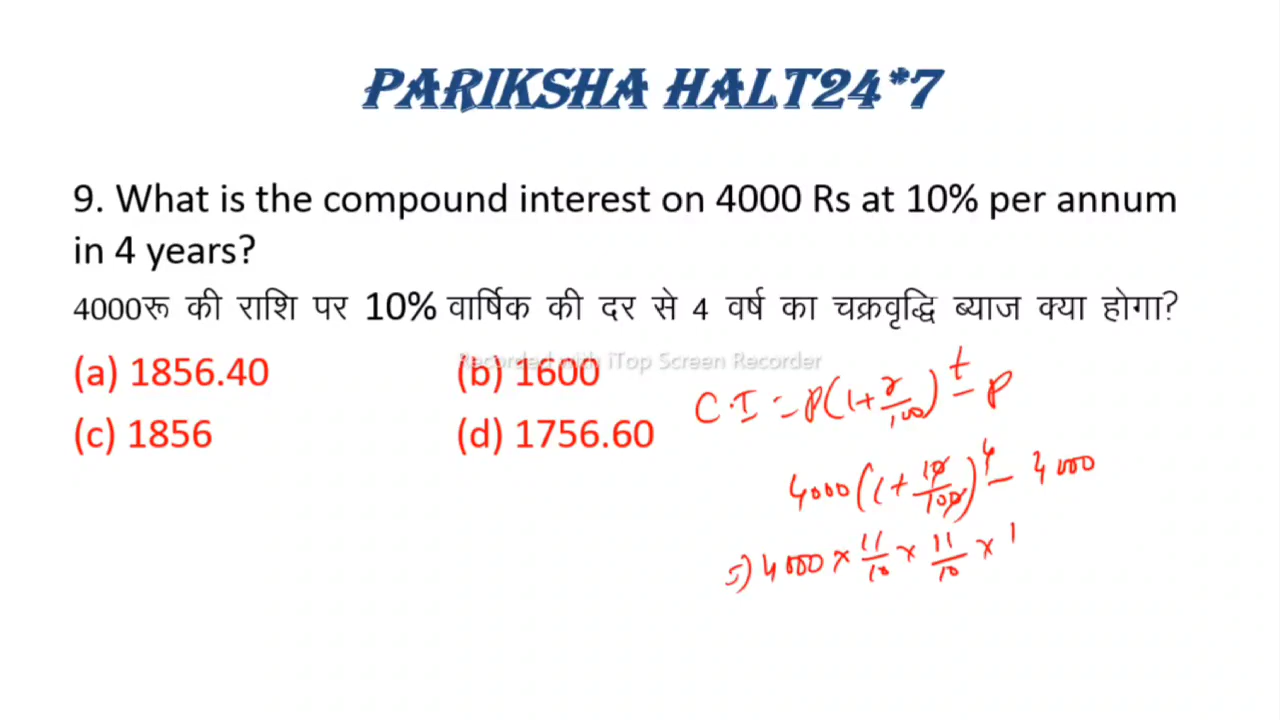 PARIKSHA HALT24*7
9. What is the compound interest on 4000 Rs at 10% per annum
in 4 years?
4000रू की राशि पर 10% वार्षिक की दर से 4 वर्ष का चक्रवृद्धि ब्याज क्या होगा?
Recorded with iTop Screen Recorder
(a) 1856.40 (b) 1600
(c) 1856 (d) 1756.60
C.I = P(1+r/100)^t - P
4000(1+10/100)^4 - 4000
=) 4000 × 11/10 × 11/10 × 1